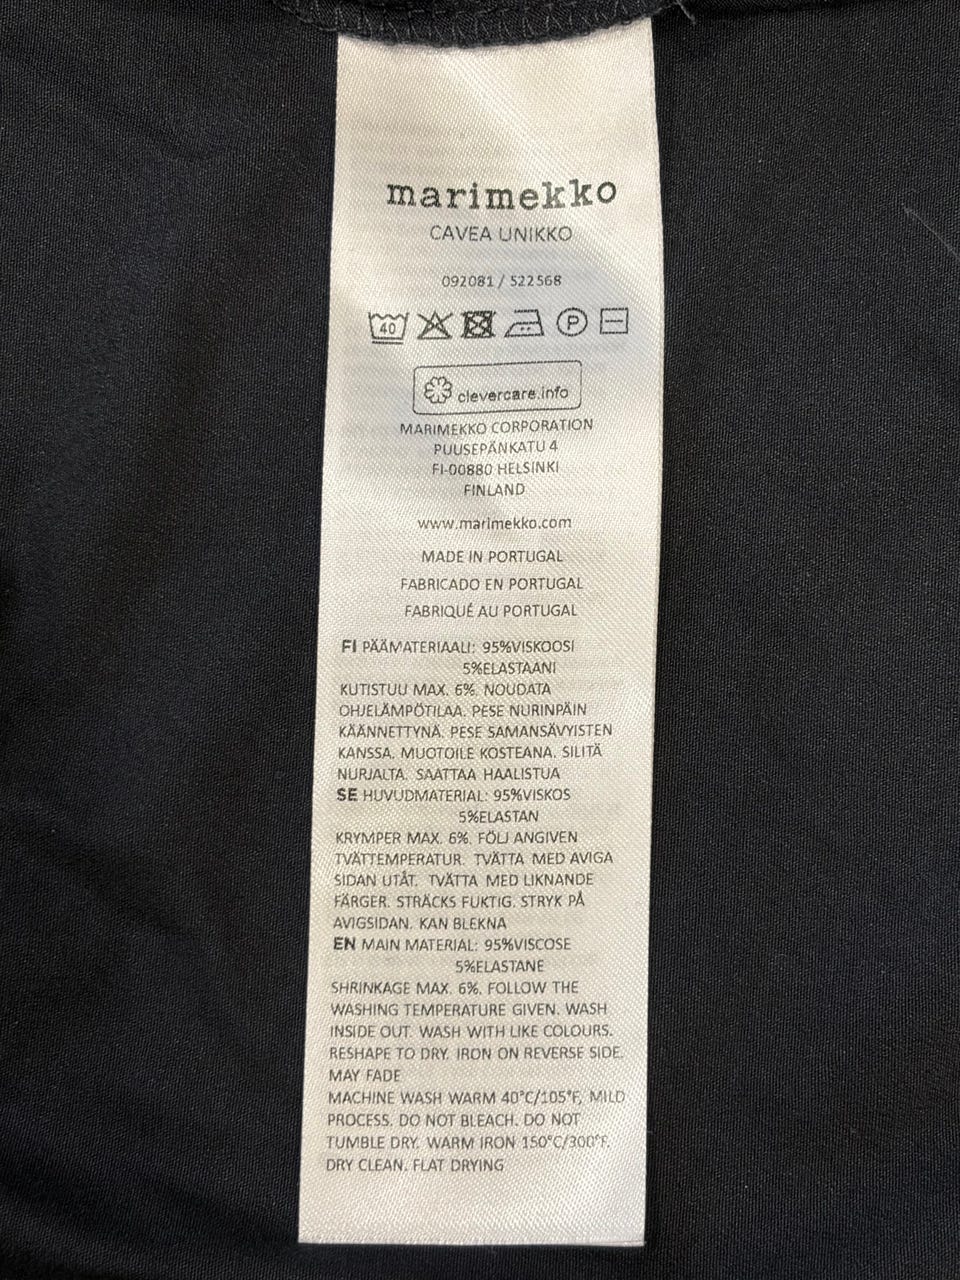 marimekko
CAVEA UNIKKO
092081 / 522568
40 P
clevercare.info
MARIMEKKO CORPORATION
PUUSEPÄNKATU 4
FI-00880 HELSINKI
FINLAND
www.marimekko.com
MADE IN PORTUGAL
FABRICADO EN PORTUGAL
FABRIQUÉ AU PORTUGAL
FI PÄÄMATERIAALI: 95%VISKOOSI
5%ELASTAANI
KUTISTUU MAX. 6%. NOUDATA
OHJELÄMPÖTILAA. PESE NURINPÄIN
KÄÄNNETTYNÄ. PESE SAMANSÄVYISTEN
KANSSA. MUOTOILE KOSTEANA. SILITÄ
NURJALTA. SAATTAA HAALISTUA
SE HUVUDMATERIAL: 95%VISKOS
5%ELASTAN
KRYMPER MAX. 6%. FÖLJ ANGIVEN
TVÄTTEMPERATUR. TVÄTTA MED AVIGA
SIDAN UTÅT. TVÄTTA MED LIKNANDE
FÄRGER. STRÄCKS FUKTIG. STRYK PÅ
AVIGSIDAN. KAN BLEKNA
EN MAIN MATERIAL: 95%VISCOSE
5%ELASTANE
SHRINKAGE MAX. 6%. FOLLOW THE
WASHING TEMPERATURE GIVEN. WASH
INSIDE OUT. WASH WITH LIKE COLOURS.
RESHAPE TO DRY. IRON ON REVERSE SIDE.
MAY FADE
MACHINE WASH WARM 40°C/105°F, MILD
PROCESS. DO NOT BLEACH. DO NOT
TUMBLE DRY. WARM IRON 150°C/300°F.
DRY CLEAN. FLAT DRYING